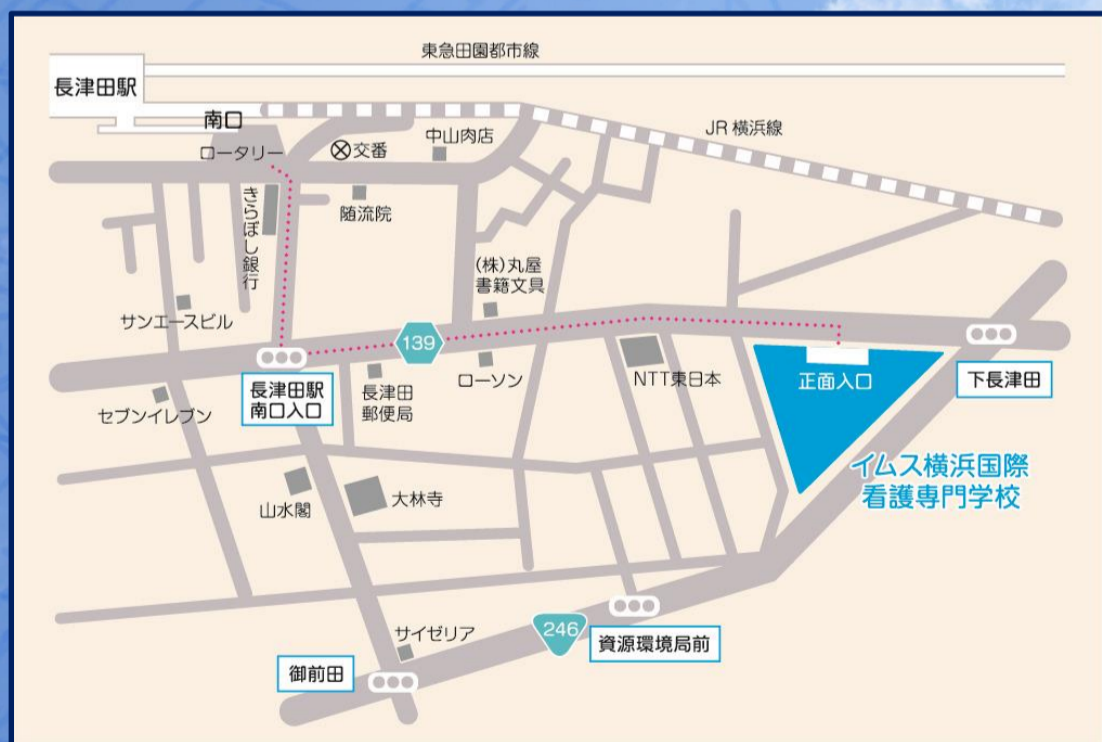 東急田園都市線
長津田駅
南口
ロータリー
交番
中山肉店
JR 横浜線
きらぼし銀行
随流院
(株)丸屋
書籍文具
サンエースビル
139
長津田駅
南口入口
長津田
郵便局
ローソン
NTT東日本
正面入口
下長津田
セブンイレブン
イムス横浜国際
看護専門学校
山水閣
大林寺
サイゼリア
246
資源環境局前
御前田